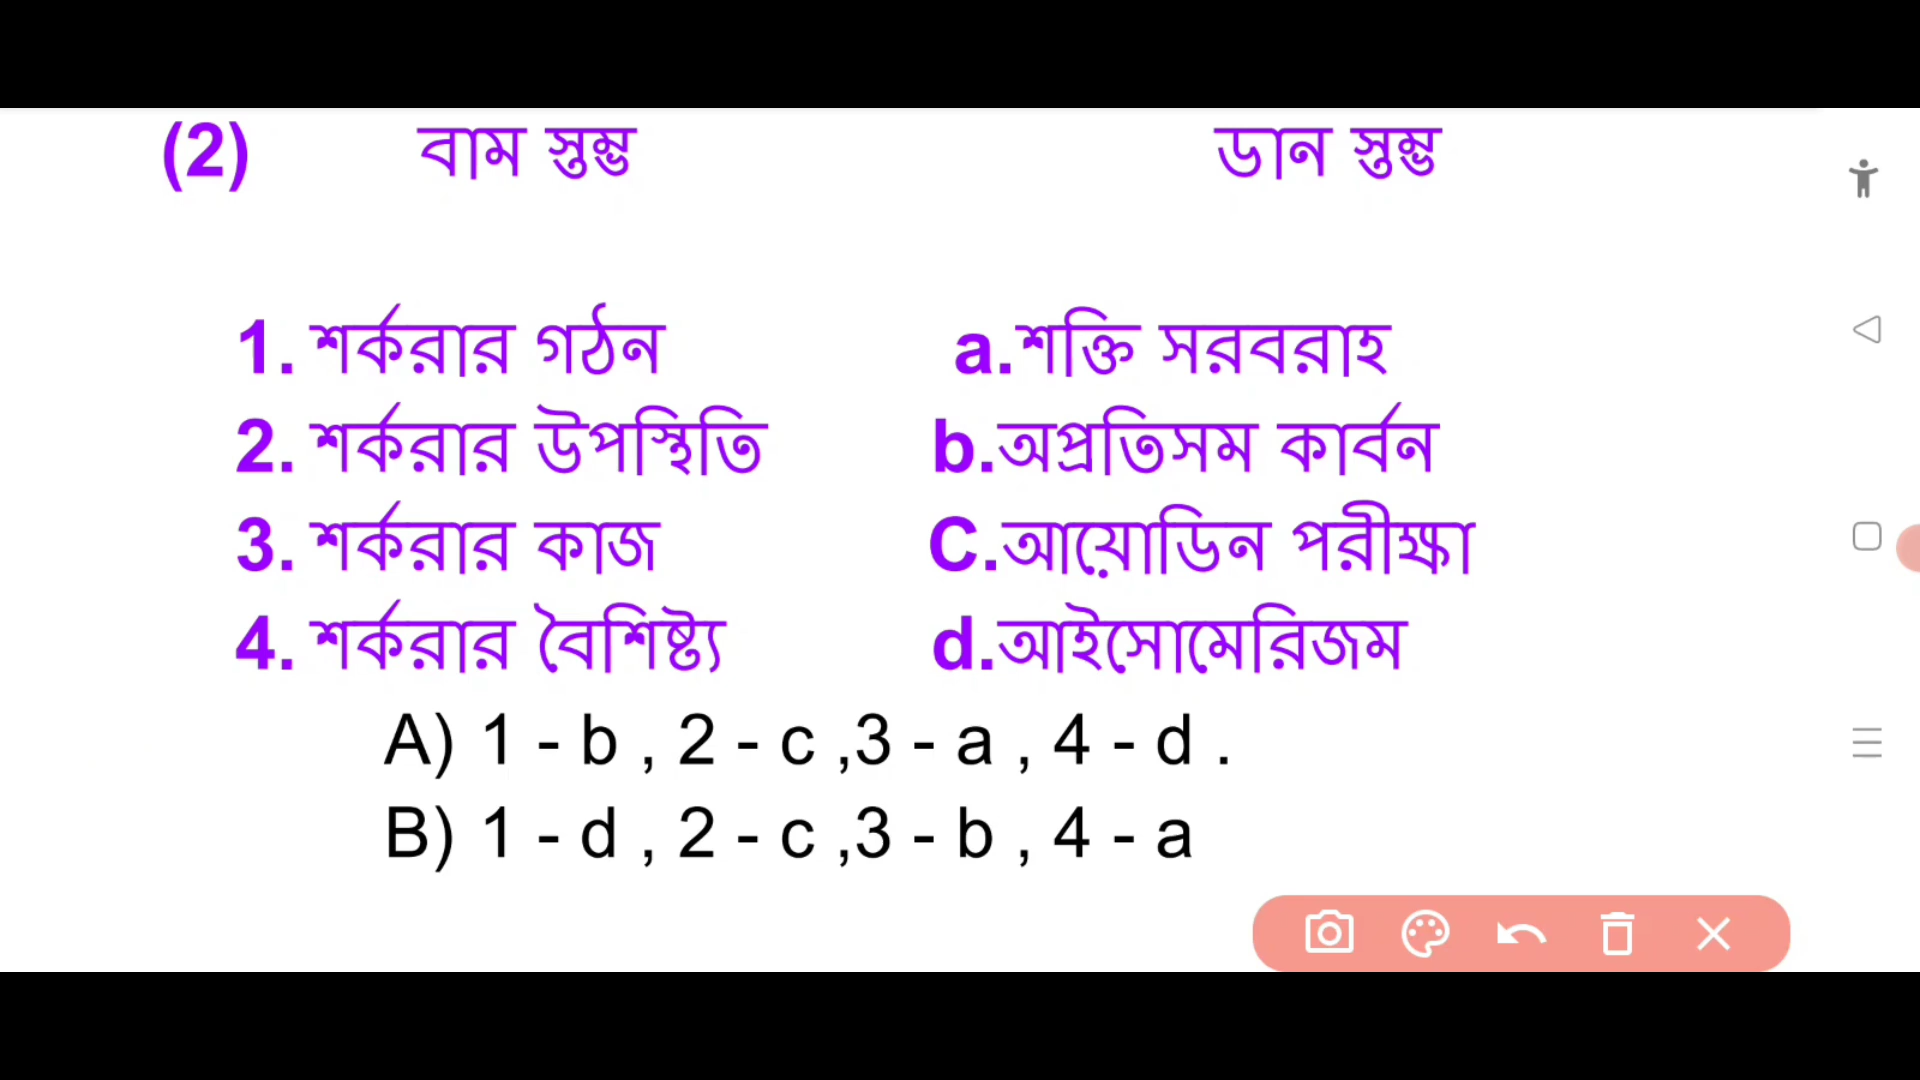 (2) বাম স্তম্ভ ডান স্তম্ভ
1. শর্করার গঠন a.শক্তি সরবরাহ
2. শর্করার উপস্থিতি b.অপ্রতিসম কার্বন
3. শর্করার কাজ C.আয়োডিন পরীক্ষা
4. শর্করার বৈশিষ্ট্য d.আইসোমেরিজম
A) 1 - b , 2 - c ,3 - a , 4 - d .
B) 1 - d , 2 - c ,3 - b , 4 - a